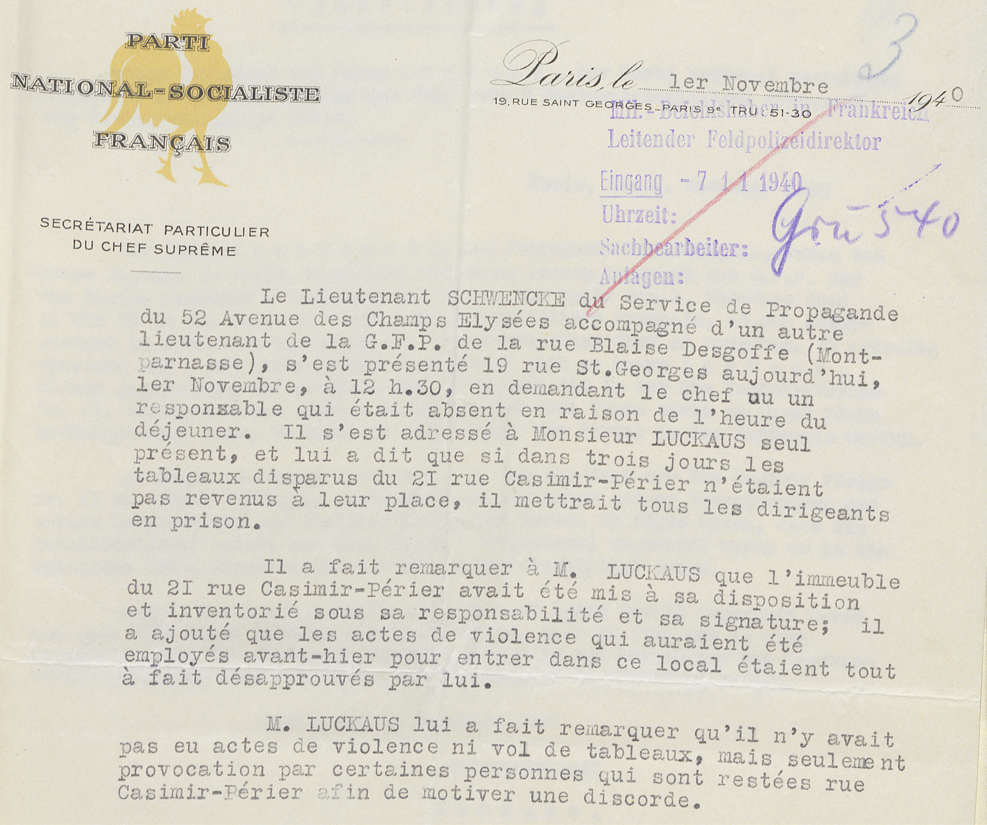 PARTI
NATIONAL-SOCIALISTE
FRANÇAIS
SECRÉTARIAT PARTICULIER
DU CHEF SUPRÊME
3
Paris, le 1er Novembre 1940
19, RUE SAINT GEORGES-PARIS 9e TRU: 51-30
Mil.-Befehlshaber in Frankreich
Leitender Feldpolizeidirektor
Eingang -7 11 1940
Uhrzeit:
Sachbearbeiter:
Anlagen:
Le Lieutenant SCHWENCKE du Service de Propagande
du 52 Avenue des Champs Elysées accompagné d'un autre
lieutenant de la G.F.P. de la rue Blaise Desgoffe (Mont-
parnasse), s'est présenté 19 rue St.Georges aujourd'hui,
1er Novembre, à 12 h.30, en demandant le chef ou un
responsable qui était absent en raison de l'heure du
déjeuner. Il s'est adressé à Monsieur LUCKAUS seul
présent, et lui a dit que si dans trois jours les
tableaux disparus du 2I rue Casimir-Périer n'étaient
pas revenus à leur place, il mettrait tous les dirigeants
en prison.
Il a fait remarquer à M. LUCKAUS que l'immeuble
du 2I rue Casimir-Périer avait été mis à sa disposition
et inventorié sous sa responsabilité et sa signature; il
a ajouté que les actes de violence qui auraient été
employés avant-hier pour entrer dans ce local étaient tout
à fait désapprouvés par lui.
M. LUCKAUS lui a fait remarquer qu'il n'y avait
pas eu actes de violence ni vol de tableaux, mais seulement
provocation par certaines personnes qui sont restées rue
Casimir-Périer afin de motiver une discorde.